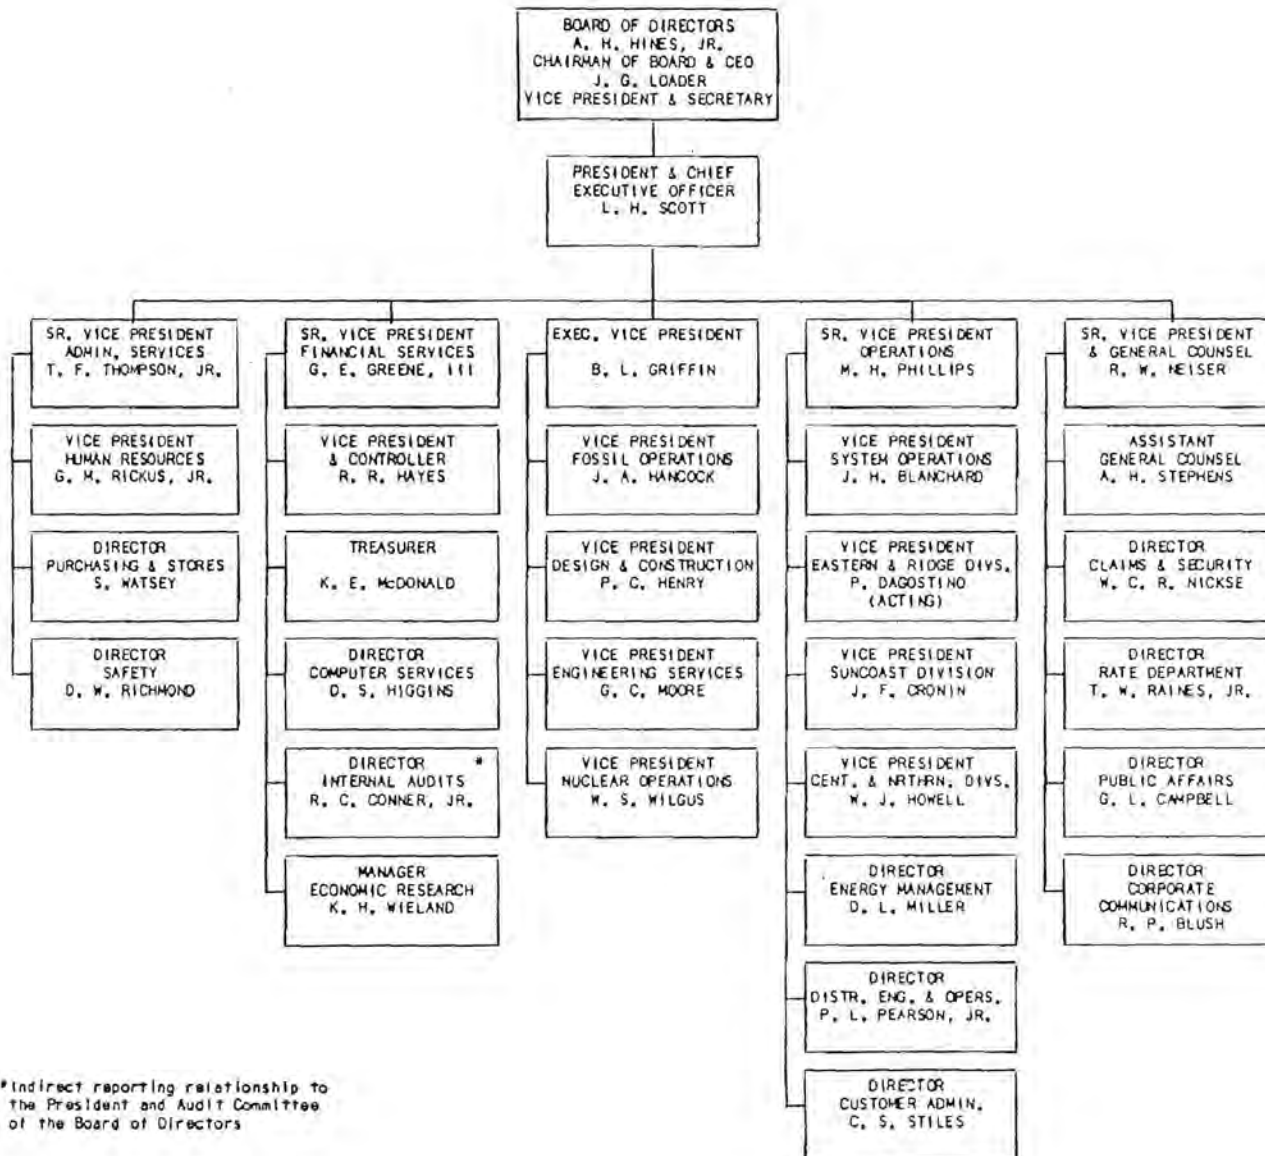 BOARD OF DIRECTORS
A. H. HINES, JR.
CHAIRMAN OF BOARD & CEO
J. G. LOADER
VICE PRESIDENT & SECRETARY
PRESIDENT & CHIEF
EXECUTIVE OFFICER
L. H. SCOTT
SR. VICE PRESIDENT
ADMIN. SERVICES
T. F. THOMPSON, JR.
VICE PRESIDENT
HUMAN RESOURCES
G. M. RICKUS, JR.
DIRECTOR
PURCHASING & STORES
S. WATSEY
DIRECTOR
SAFETY
D. W. RICHMOND
SR. VICE PRESIDENT
FINANCIAL SERVICES
G. E. GREENE, III
VICE PRESIDENT
& CONTROLLER
R. R. HAYES
TREASURER
K. E. McDONALD
DIRECTOR
COMPUTER SERVICES
D. S. HIGGINS
DIRECTOR *
INTERNAL AUDITS
R. C. CONNER, JR.
MANAGER
ECONOMIC RESEARCH
K. H. WIELAND
EXEC. VICE PRESIDENT
B. L. GRIFFIN
VICE PRESIDENT
FOSSIL OPERATIONS
J. A. HANCOCK
VICE PRESIDENT
DESIGN & CONSTRUCTION
P. C. HENRY
VICE PRESIDENT
ENGINEERING SERVICES
G. C. MOORE
VICE PRESIDENT
NUCLEAR OPERATIONS
W. S. WILGUS
SR. VICE PRESIDENT
OPERATIONS
M. H. PHILLIPS
VICE PRESIDENT
SYSTEM OPERATIONS
J. H. BLANCHARD
VICE PRESIDENT
EASTERN & RIDGE DIVS.
P. DAGOSTINO
(ACTING)
VICE PRESIDENT
SUNCOAST DIVISION
J. F. CRONIN
VICE PRESIDENT
CENT. & NRTHRN. DIVS.
W. J. HOWELL
DIRECTOR
ENERGY MANAGEMENT
D. L. MILLER
DIRECTOR
DISTR. ENG. & OPERS.
P. L. PEARSON, JR.
DIRECTOR
CUSTOMER ADMIN.
C. S. STILES
SR. VICE PRESIDENT
& GENERAL COUNSEL
R. W. NEISER
ASSISTANT
GENERAL COUNSEL
A. H. STEPHENS
DIRECTOR
CLAIMS & SECURITY
W. C. R. NICKSE
DIRECTOR
RATE DEPARTMENT
T. W. RAINES, JR.
DIRECTOR
PUBLIC AFFAIRS
G. L. CAMPBELL
DIRECTOR
CORPORATE
COMMUNICATIONS
R. P. BLUSH
*Indirect reporting relationship to
the President and Audit Committee
of the Board of Directors